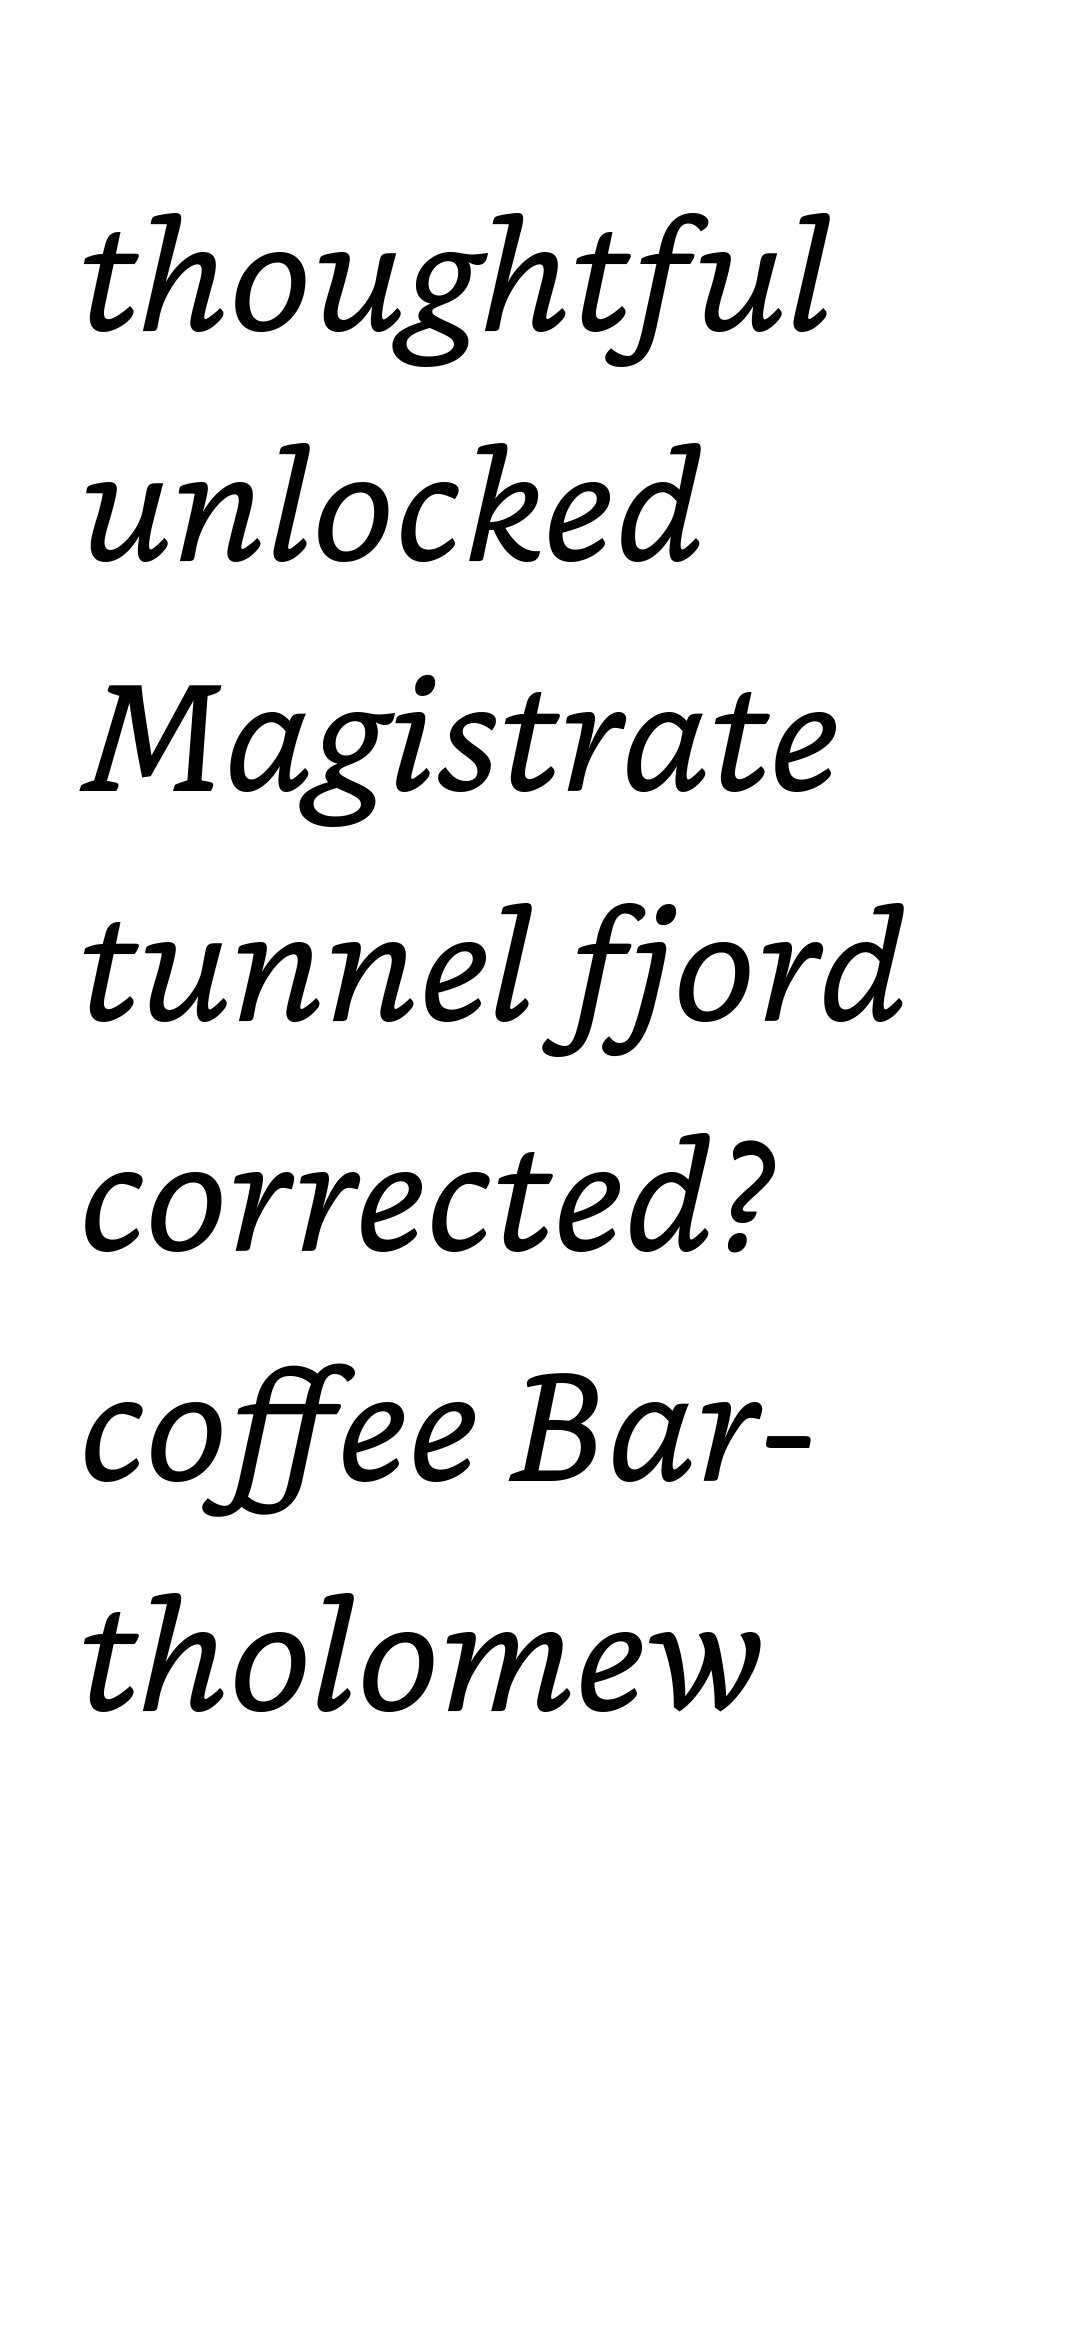 thoughtful
unlocked
Magistrate
tunnel fjord
corrected?
coffee Bar-
tholomew